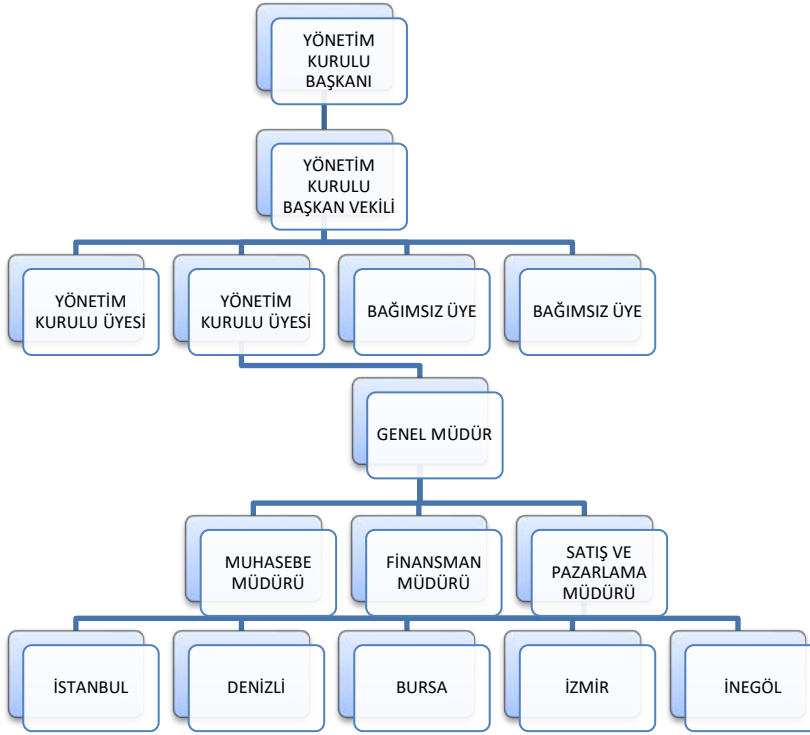 YÖNETİM
KURULU
BAŞKANI
YÖNETİM
KURULU
BAŞKAN VEKİLİ
YÖNETİM
KURULU ÜYESİ
YÖNETİM
KURULU ÜYESİ
BAĞIMSIZ ÜYE
BAĞIMSIZ ÜYE
GENEL MÜDÜR
MUHASEBE
MÜDÜRÜ
FİNANSMAN
MÜDÜRÜ
SATIŞ VE
PAZARLAMA
MÜDÜRÜ
İSTANBUL
DENİZLİ
BURSA
İZMİR
İNEGÖL